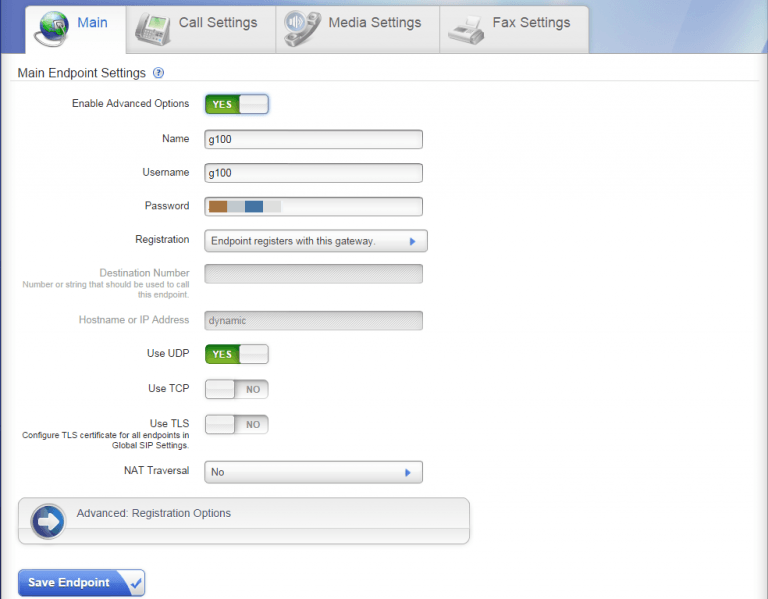 Main
Call Settings
Media Settings
Fax Settings
Main Endpoint Settings ?
Enable Advanced Options YES
Name g100
Username g100
Password
Registration Endpoint registers with this gateway.
Destination Number
Number or string that should be used to call
this endpoint.
Hostname or IP Address dynamic
Use UDP YES
Use TCP NO
Use TLS NO
Configure TLS certificate for all endpoints in
Global SIP Settings.
NAT Traversal No
Advanced: Registration Options
Save Endpoint